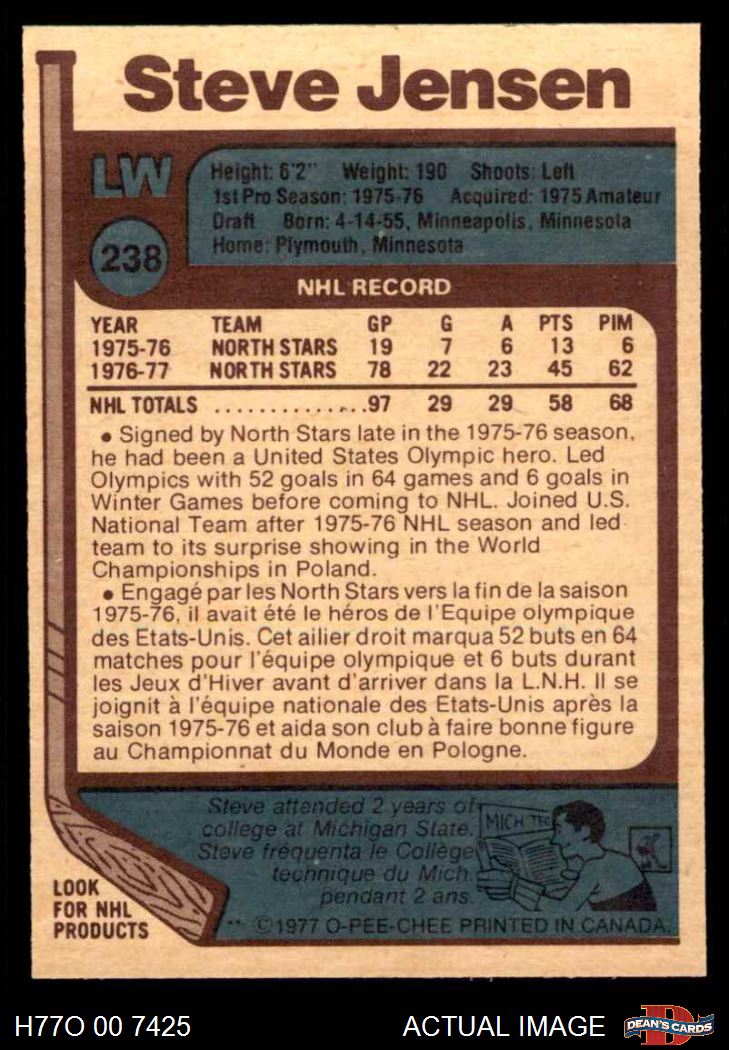 Steve Jensen
LW
238
Height: 6'2" Weight: 190 Shoots: Left
1st Pro Season: 1975-76 Acquired: 1975 Amateur
Draft Born: 4-14-55, Minneapolis, Minnesota
Home: Plymouth, Minnesota
NHL RECORD
YEAR TEAM GP G A PTS PIM
1975-76 NORTH STARS 19 7 6 13 6
1976-77 NORTH STARS 78 22 23 45 62
NHL TOTALS ................97 29 29 58 68
• Signed by North Stars late in the 1975-76 season,
he had been a United States Olympic hero. Led
Olympics with 52 goals in 64 games and 6 goals in
Winter Games before coming to NHL. Joined U.S.
National Team after 1975-76 NHL season and led
team to its surprise showing in the World
Championships in Poland.
• Engagé par les North Stars vers la fin de la saison
1975-76, il avait été le héros de l'Equipe olympique
des Etats-Unis. Cet ailier droit marqua 52 buts en 64
matches pour l'équipe olympique et 6 buts durant
les Jeux d'Hiver avant d'arriver dans la L.N.H. Il se
joignit à l'équipe nationale des Etats-Unis après la
saison 1975-76 et aida son club à faire bonne figure
au Championnat du Monde en Pologne.
Steve attended 2 years of
college at Michigan State.
Steve fréquenta le Collège
technique du Mich.
pendant 2 ans.
MICH TEC
LOOK
FOR NHL
PRODUCTS
** ©1977 O-PEE-CHEE PRINTED IN CANADA.
H77O 00 7425 ACTUAL IMAGE DEAN'S CARDS